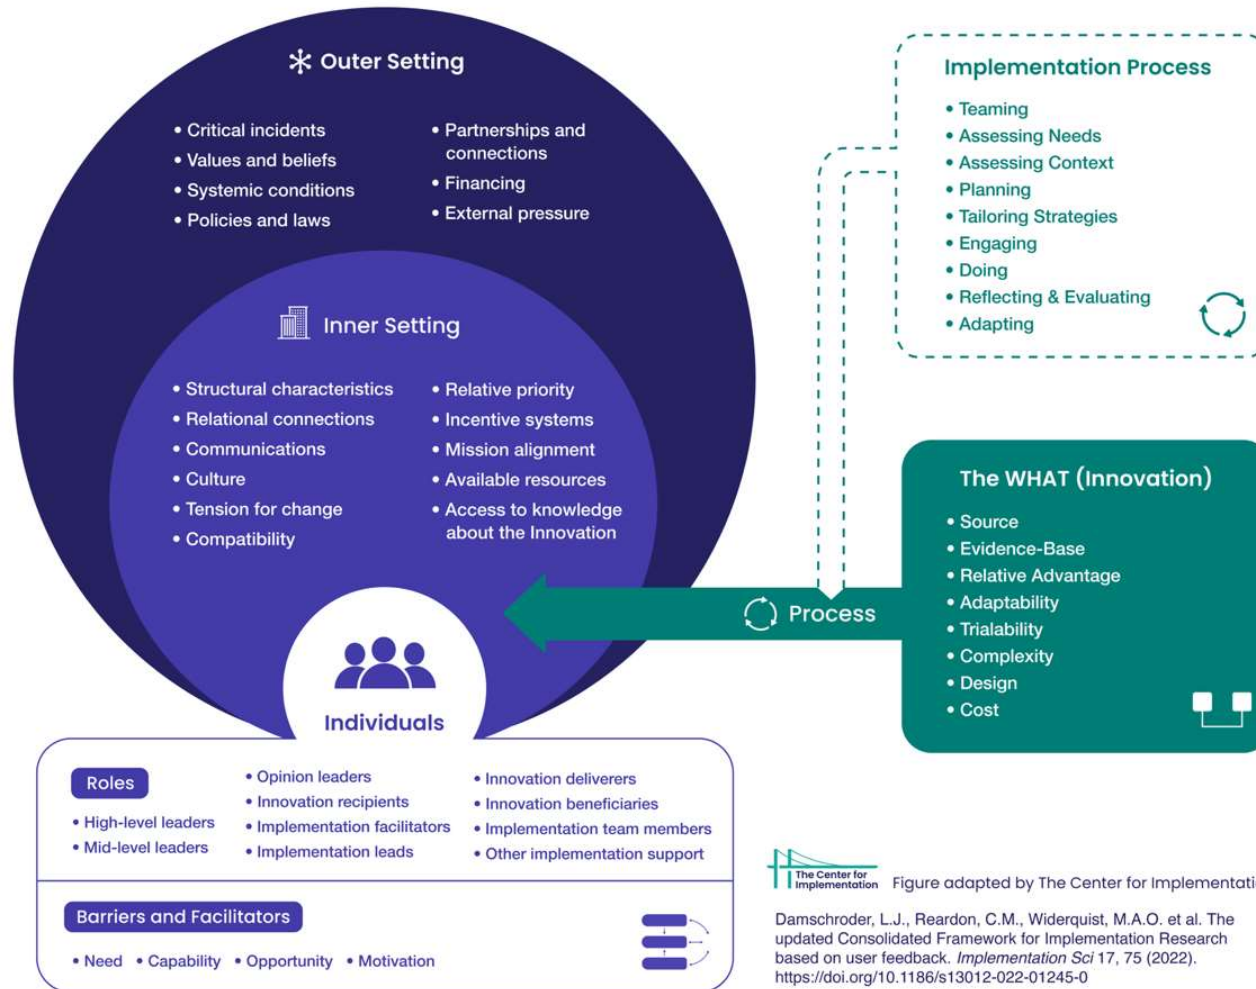 Outer Setting
• Critical incidents
• Values and beliefs
• Systemic conditions
• Policies and laws
• Partnerships and
connections
• Financing
• External pressure
Inner Setting
• Structural characteristics
• Relational connections
• Communications
• Culture
• Tension for change
• Compatibility
• Relative priority
• Incentive systems
• Mission alignment
• Available resources
• Access to knowledge
about the Innovation
Individuals
Roles
• High-level leaders
• Mid-level leaders
• Opinion leaders
• Innovation recipients
• Implementation facilitators
• Implementation leads
• Innovation deliverers
• Innovation beneficiaries
• Implementation team members
• Other implementation support
Barriers and Facilitators
• Need • Capability • Opportunity • Motivation
Implementation Process
• Teaming
• Assessing Needs
• Assessing Context
• Planning
• Tailoring Strategies
• Engaging
• Doing
• Reflecting & Evaluating
• Adapting
Process
The WHAT (Innovation)
• Source
• Evidence-Base
• Relative Advantage
• Adaptability
• Trialability
• Complexity
• Design
• Cost
The Center for
Implementation
Figure adapted by The Center for Implementati
Damschroder, L.J., Reardon, C.M., Widerquist, M.A.O. et al. The
updated Consolidated Framework for Implementation Research
based on user feedback. Implementation Sci 17, 75 (2022).
https://doi.org/10.1186/s13012-022-01245-0